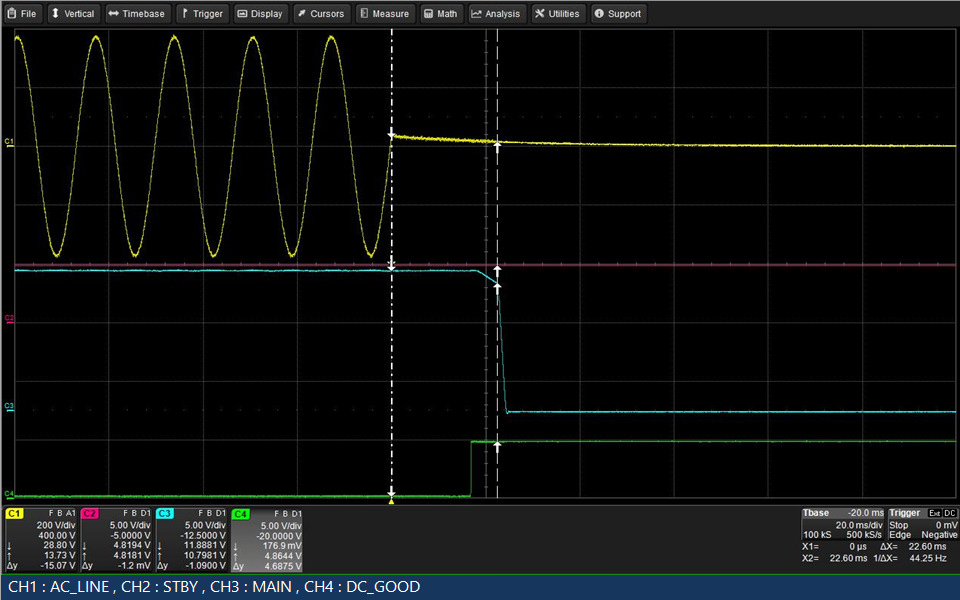 File Vertical Timebase Trigger Display Cursors Measure Math Analysis Utilities Support
C1
C2
C3
C4
C1 F B A1 C2 F B D1 C3 F B D1 C4 F B D1
200 V/div 5.00 V/div 5.00 V/div 5.00 V/div
400.00 V -5.0000 V -12.5000 V -20.0000 V
↓ 28.80 V ↓ 4.8194 V ↓ 11.8881 V ↓ 176.9 mV
↑ 13.73 V ↑ 4.8181 V ↑ 10.7981 V ↑ 4.8644 V
Δy -15.07 V Δy -1.2 mV Δy -1.0900 V Δy 4.6875 V
Tbase -20.0 ms Trigger Ext DC
20.0 ms/div Stop 0 mV
100 kS 500 kS/s Edge Negative
X1= 0 µs ΔX= 22.60 ms
X2= 22.60 ms 1/ΔX= 44.25 Hz
CH1 : AC_LINE , CH2 : STBY , CH3 : MAIN , CH4 : DC_GOOD